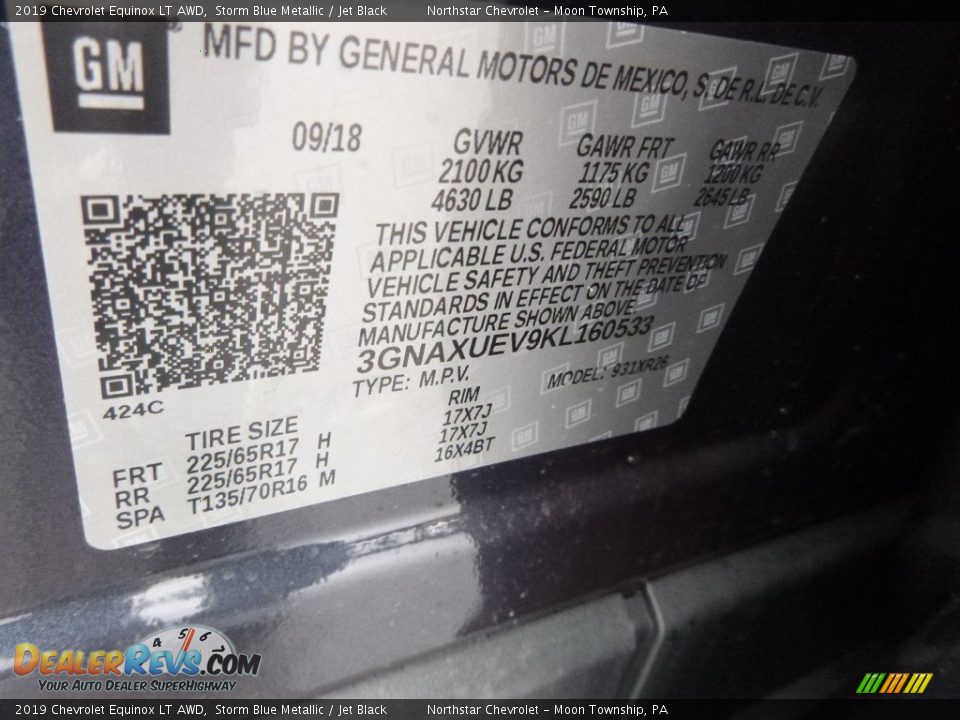 2019 Chevrolet Equinox LT AWD, Storm Blue Metallic / Jet Black Northstar Chevrolet – Moon Township, PA
GM MFD BY GENERAL MOTORS DE MEXICO, S. DE R.L. DE C.V.
09/18 GVWR GAWR FRT GAWR RR
2100 KG 1175 KG 1200 KG
4630 LB 2590 LB 2645 LB
THIS VEHICLE CONFORMS TO ALL
APPLICABLE U.S. FEDERAL MOTOR
VEHICLE SAFETY AND THEFT PREVENTION
STANDARDS IN EFFECT ON THE DATE OF
MANUFACTURE SHOWN ABOVE.
3GNAXUEV9KL160533
TYPE: M.P.V. MODEL: 931XR26
424C
TIRE SIZE RIM
FRT 225/65R17 H 17X7J
RR 225/65R17 H 17X7J
SPA T135/70R16 M 16X4BT
4 5 6
DEALERREVS.COM
YOUR AUTO DEALER SUPERHIGHWAY
2019 Chevrolet Equinox LT AWD, Storm Blue Metallic / Jet Black Northstar Chevrolet – Moon Township, PA